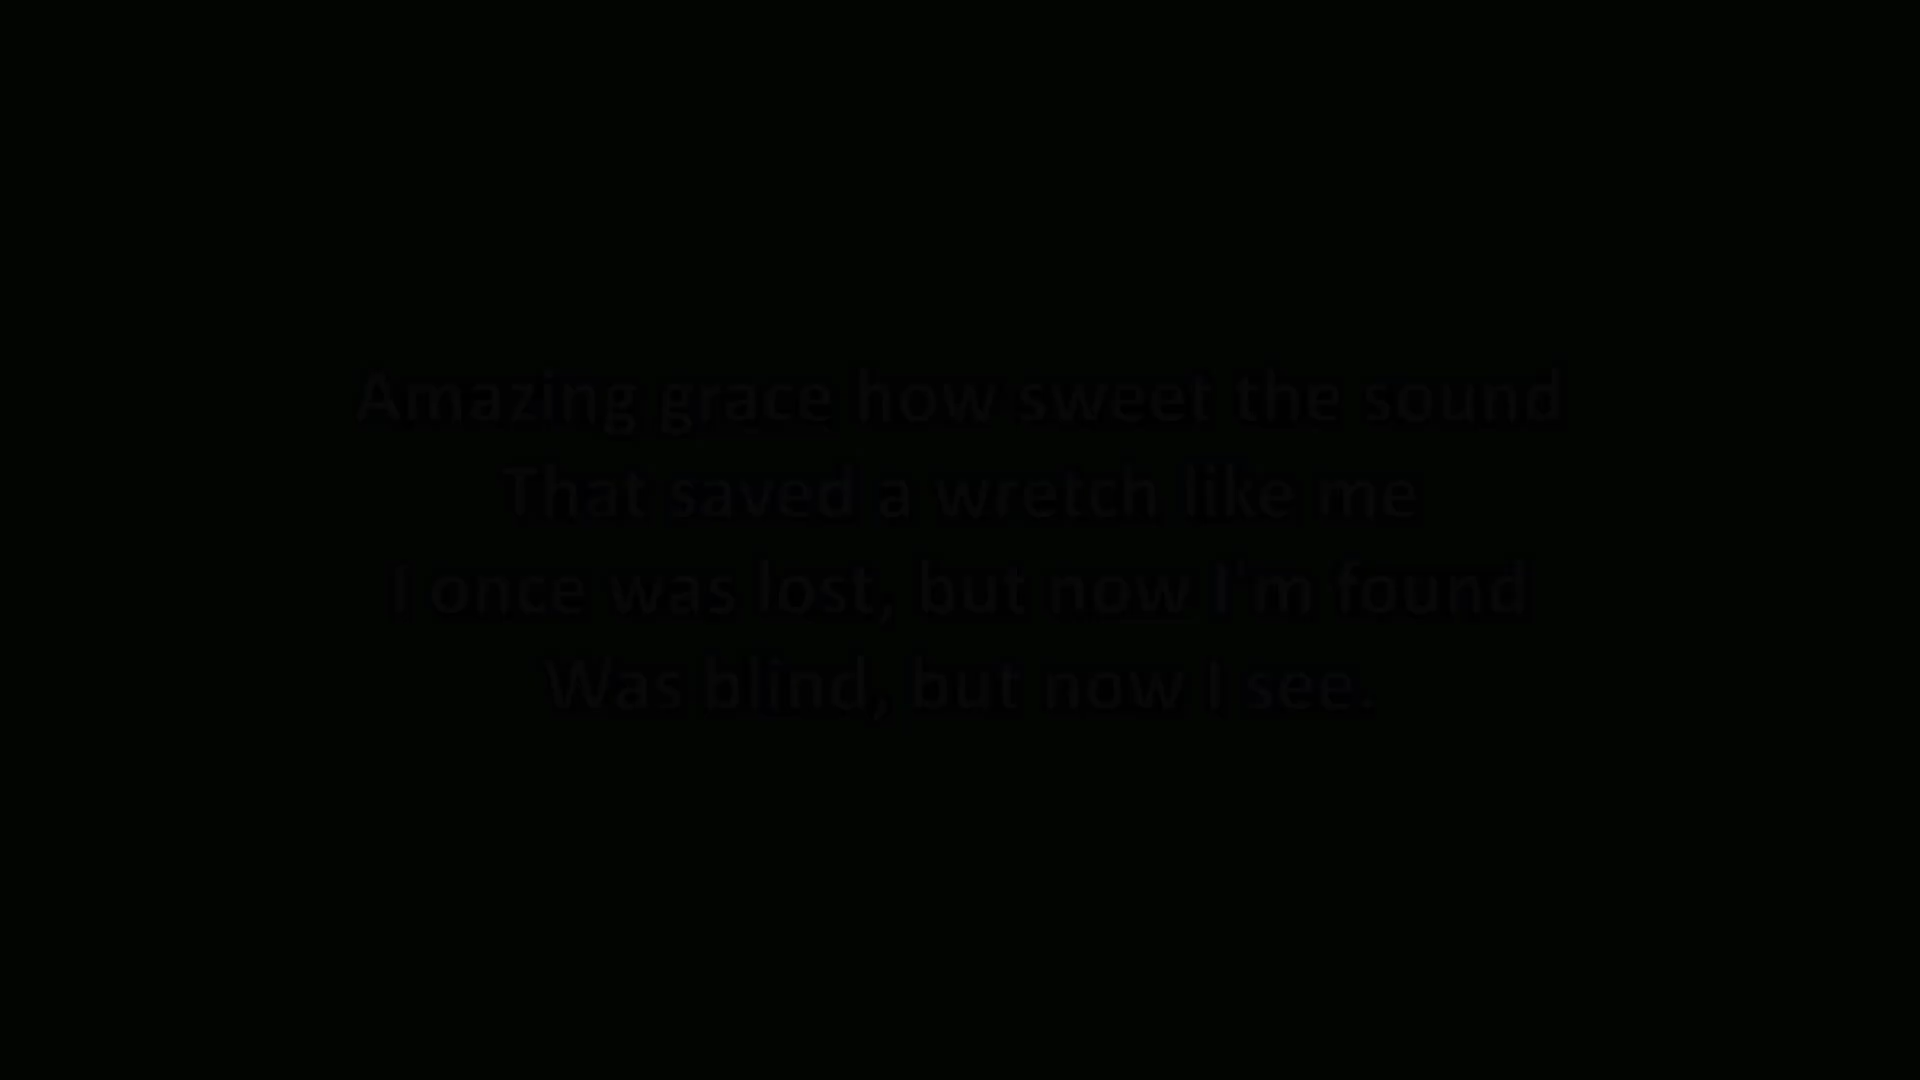 Amazing grace how sweet the sound
That saved a wretch like me
I once was lost, but now I'm found
Was blind, but now I see.